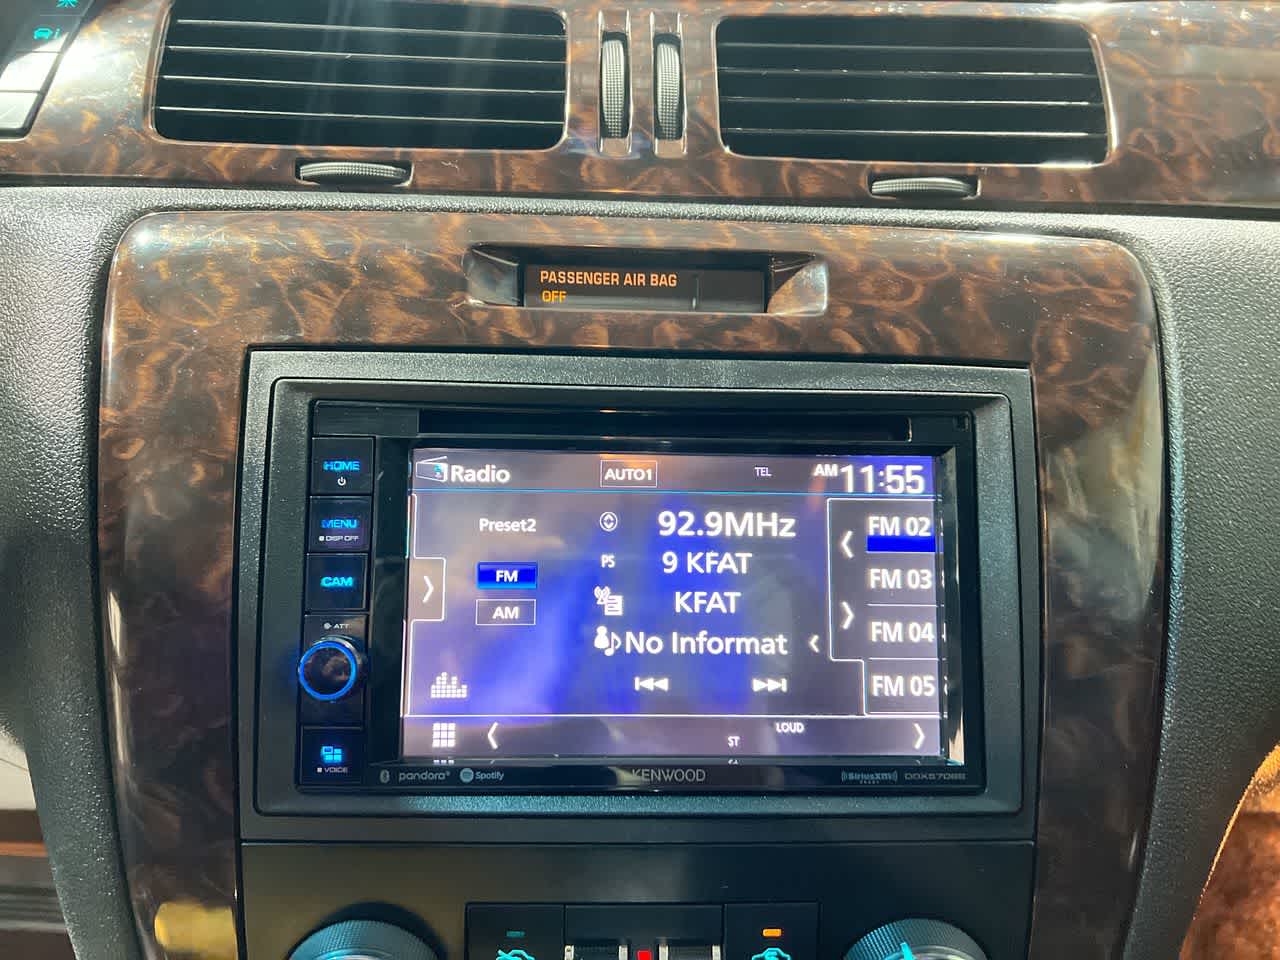 PASSENGER AIR BAG
OFF
HOME
MENU
DISP OFF
CAM
ATT
VOICE
Radio
AUTO1
TEL
AM 11:55
Preset2
92.9MHz
PS
9 KFAT
KFAT
No Informat
FM
AM
FM 02
FM 03
FM 04
FM 05
LOUD
ST
pandora
Spotify
KENWOOD
SiriusXM